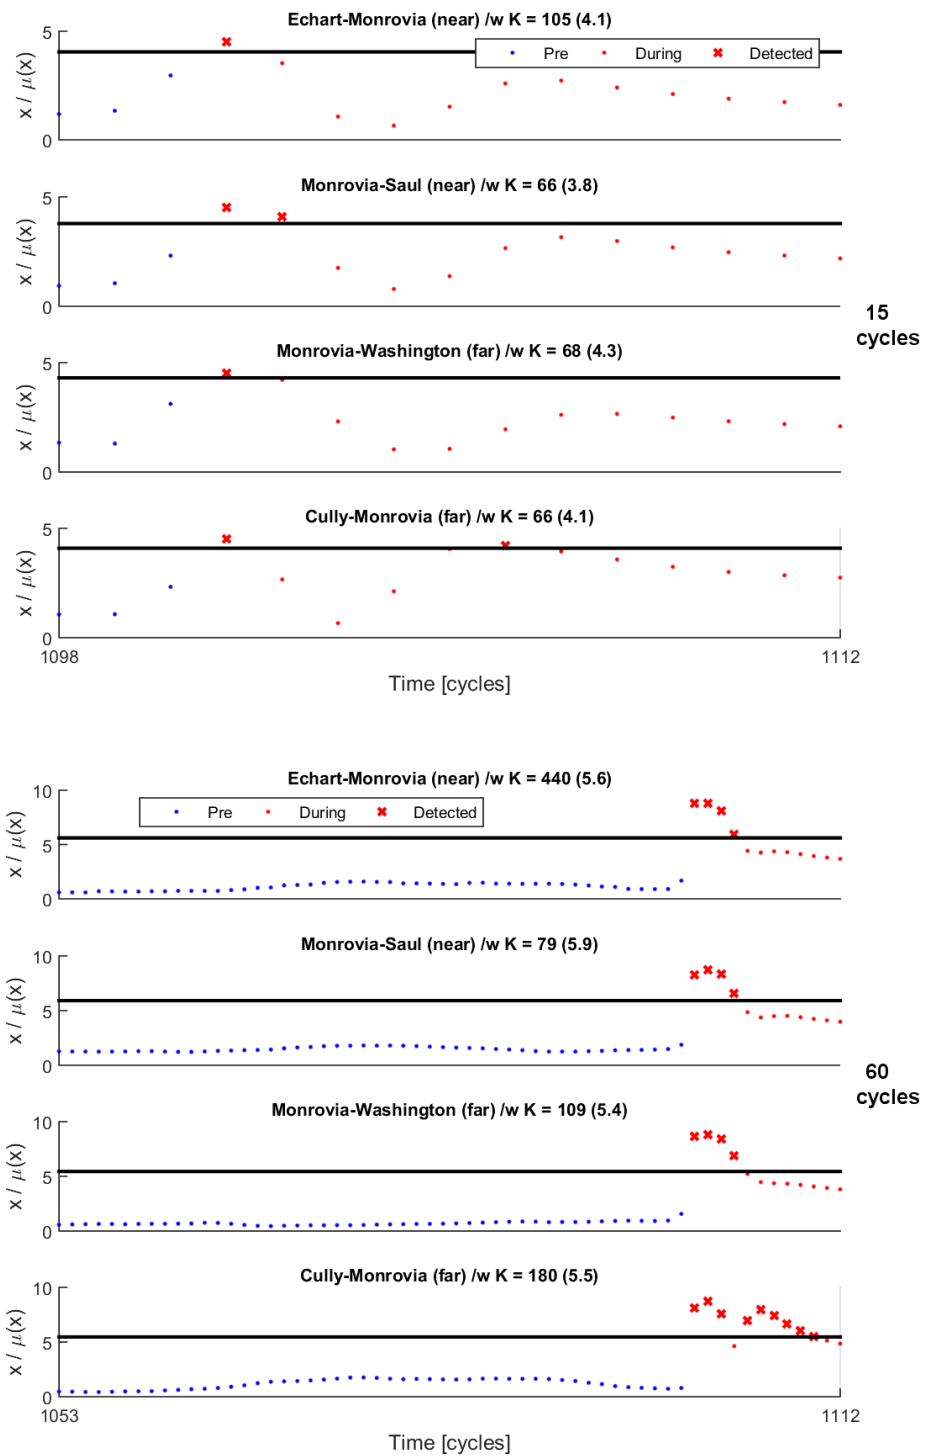 Echart-Monrovia (near) /w K = 105 (4.1)
5
Pre During Detected
x / μ(x)
0
Monrovia-Saul (near) /w K = 66 (3.8)
5
x / μ(x)
0
15
cycles
Monrovia-Washington (far) /w K = 68 (4.3)
5
x / μ(x)
0
Cully-Monrovia (far) /w K = 66 (4.1)
5
x / μ(x)
0
1098 1112
Time [cycles]
Echart-Monrovia (near) /w K = 440 (5.6)
10
Pre During Detected
x / μ(x)
5
0
Monrovia-Saul (near) /w K = 79 (5.9)
10
x / μ(x)
5
0
60
cycles
Monrovia-Washington (far) /w K = 109 (5.4)
10
x / μ(x)
5
0
Cully-Monrovia (far) /w K = 180 (5.5)
10
x / μ(x)
5
0
1053 1112
Time [cycles]